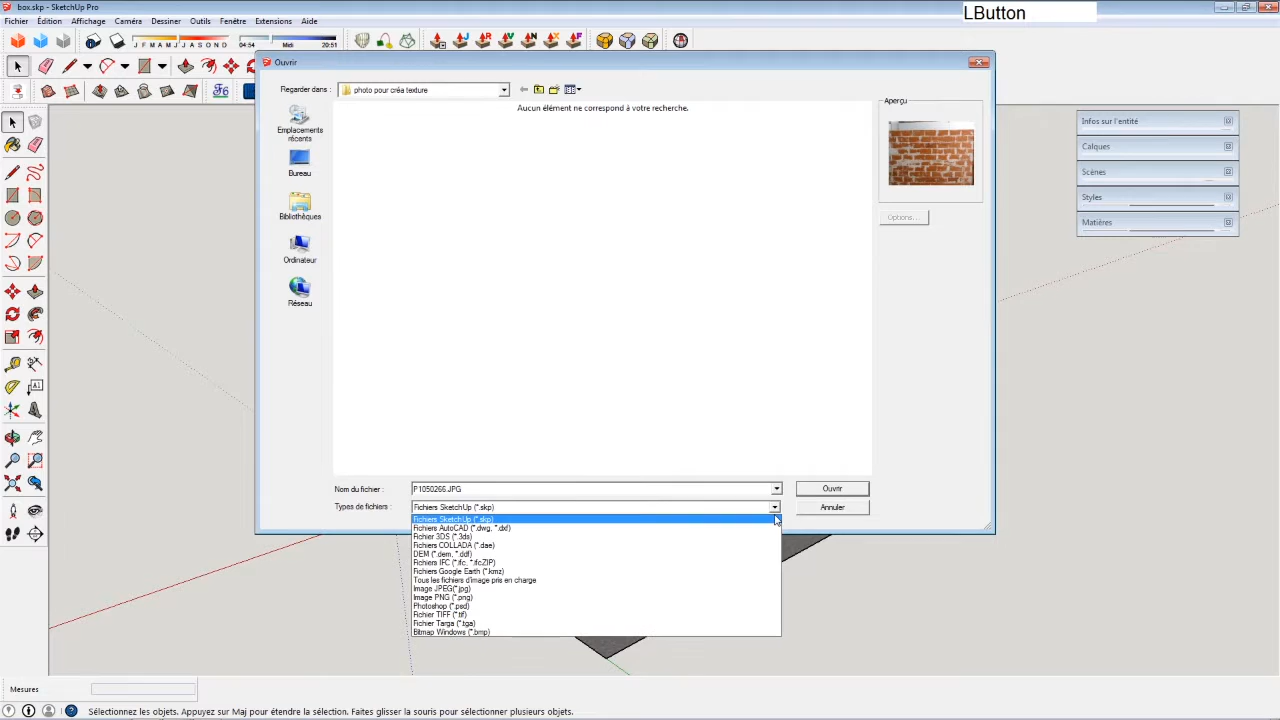 box.skp - SketchUp Pro
LButton
Fichier Édition Affichage Caméra Dessiner Outils Fenêtre Extensions Aide
J F M A M J J A S O N D 04:54 Midi 20:51
Ouvrir
Regarder dans : photo pour créa texture
Aucun élément ne correspond à votre recherche.
Aperçu
Emplacements récents
Bureau
Bibliothèques
Ordinateur
Réseau
Options...
Infos sur l'entité
Calques
Scènes
Styles
Matières
Nom du fichier : P1050266.JPG Ouvrir
Types de fichiers : Fichiers SketchUp (*.skp) Annuler
Fichiers SketchUp (*.skp)
Fichiers AutoCAD (*.dwg, *.dxf)
Fichier 3DS (*.3ds)
Fichiers COLLADA (*.dae)
DEM (*.dem, *.ddf)
Fichiers IFC (*.ifc, *.ifcZIP)
Fichiers Google Earth (*.kmz)
Tous les fichiers d'image pris en charge
Image JPEG(*.jpg)
Image PNG (*.png)
Photoshop (*.psd)
Fichier TIFF (*.tif)
Fichier Targa (*.tga)
Bitmap Windows (*.bmp)
Mesures
Sélectionnez les objets. Appuyez sur Maj pour étendre la sélection. Faites glisser la souris pour sélectionner plusieurs objets.